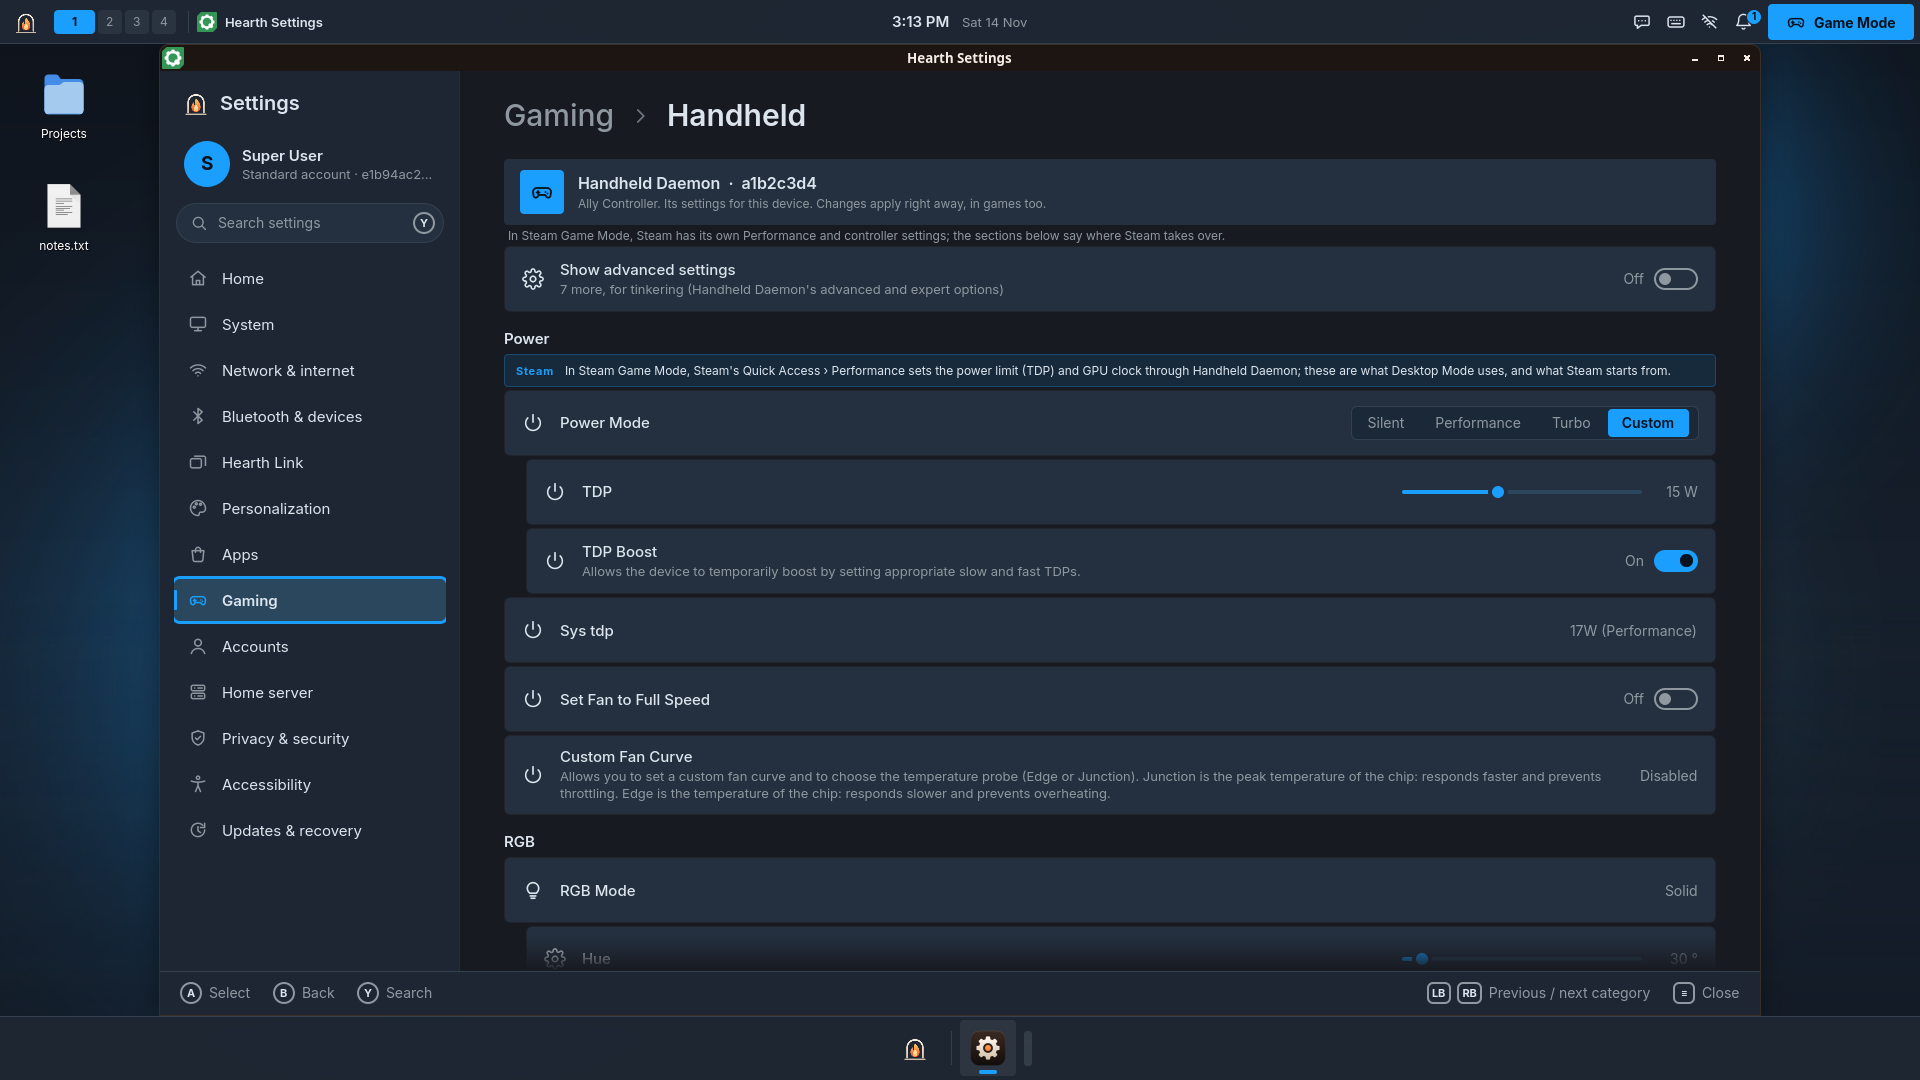 1
2
3
4
Hearth Settings
3:13 PM
Sat 14 Nov
1
Game Mode
Projects
notes.txt
Hearth Settings
Settings
S
Super User
Standard account · e1b94ac2...
Search settings
Y
Home
System
Network & internet
Bluetooth & devices
Hearth Link
Personalization
Apps
Gaming
Accounts
Home server
Privacy & security
Accessibility
Updates & recovery
Gaming > Handheld
Handheld Daemon · a1b2c3d4
Ally Controller. Its settings for this device. Changes apply right away, in games too.
In Steam Game Mode, Steam has its own Performance and controller settings; the sections below say where Steam takes over.
Show advanced settings
7 more, for tinkering (Handheld Daemon's advanced and expert options)
Off
Power
Steam In Steam Game Mode, Steam's Quick Access › Performance sets the power limit (TDP) and GPU clock through Handheld Daemon; these are what Desktop Mode uses, and what Steam starts from.
Power Mode
Silent
Performance
Turbo
Custom
TDP
15 W
TDP Boost
Allows the device to temporarily boost by setting appropriate slow and fast TDPs.
On
Sys tdp
17W (Performance)
Set Fan to Full Speed
Off
Custom Fan Curve
Allows you to set a custom fan curve and to choose the temperature probe (Edge or Junction). Junction is the peak temperature of the chip: responds faster and prevents
throttling. Edge is the temperature of the chip: responds slower and prevents overheating.
Disabled
RGB
RGB Mode
Solid
Hue
30 °
A Select
B Back
Y Search
LB RB Previous / next category
≡ Close